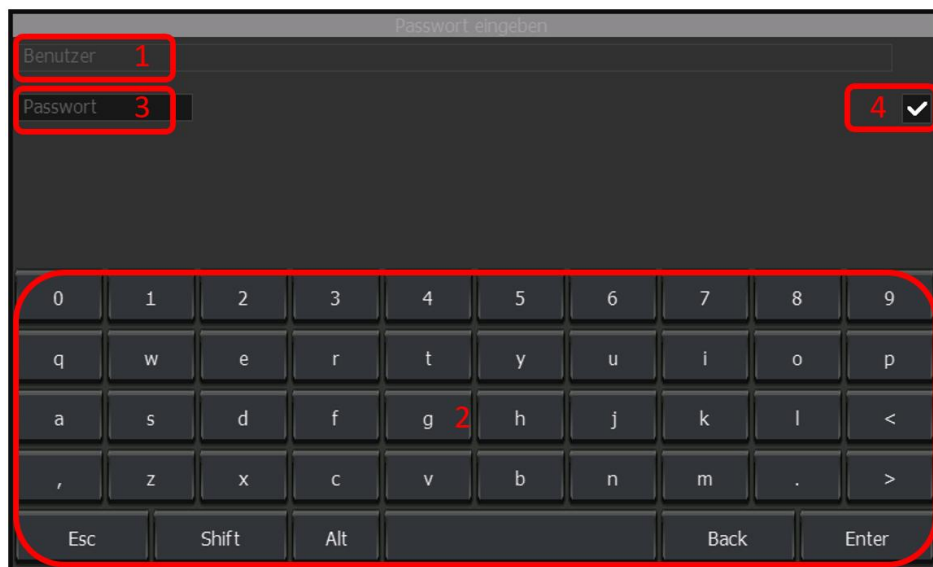 Passwort eingeben
Benutzer 1
Passwort 3 4
0 1 2 3 4 5 6 7 8 9
q w e r t y u i o p
a s d f g 2 h j k l <
, z x c v b n m . >
Esc Shift Alt Back Enter